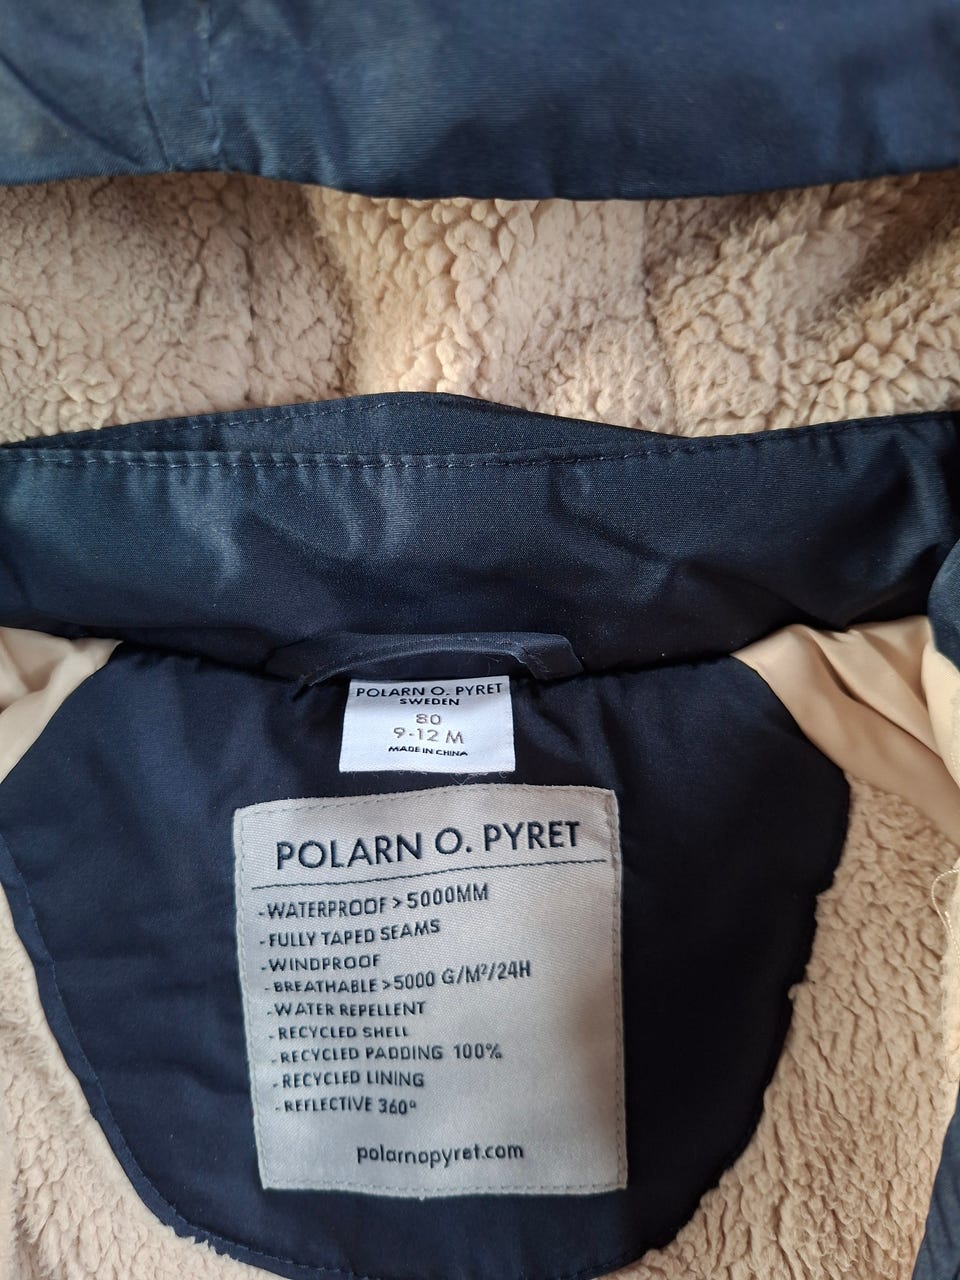 POLARN O. PYRET
SWEDEN
80
9-12 M
MADE IN CHINA
POLARN O. PYRET
-WATERPROOF > 5000MM
-FULLY TAPED SEAMS
-WINDPROOF
-BREATHABLE >5000 G/M²/24H
-WATER REPELLENT
-RECYCLED SHELL
-RECYCLED PADDING 100%
-RECYCLED LINING
-REFLECTIVE 360°
polarnopyret.com